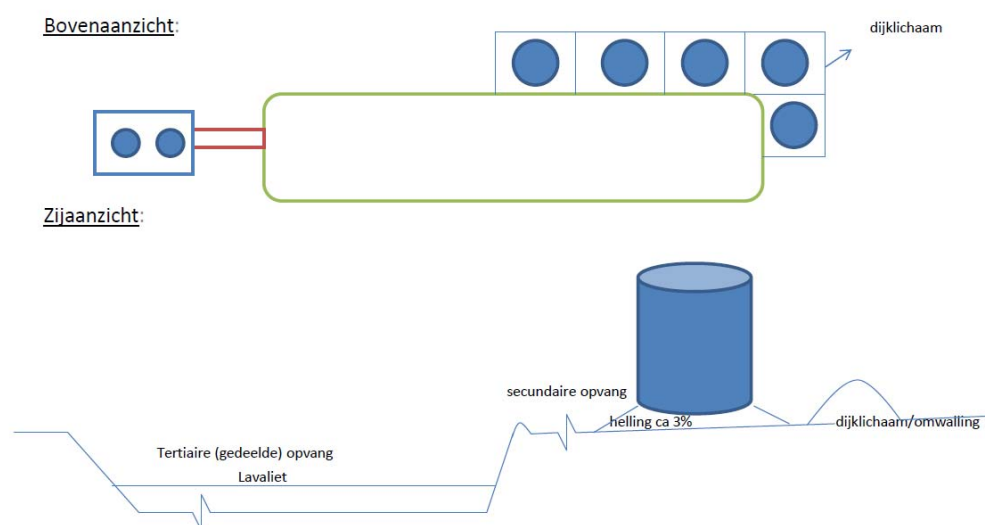 Bovenaanzicht:
dijklichaam
Zijaanzicht:
secundaire opvang
helling ca 3%
dijklichaam/omwalling
Tertiaire (gedeelde) opvang
Lavaliet